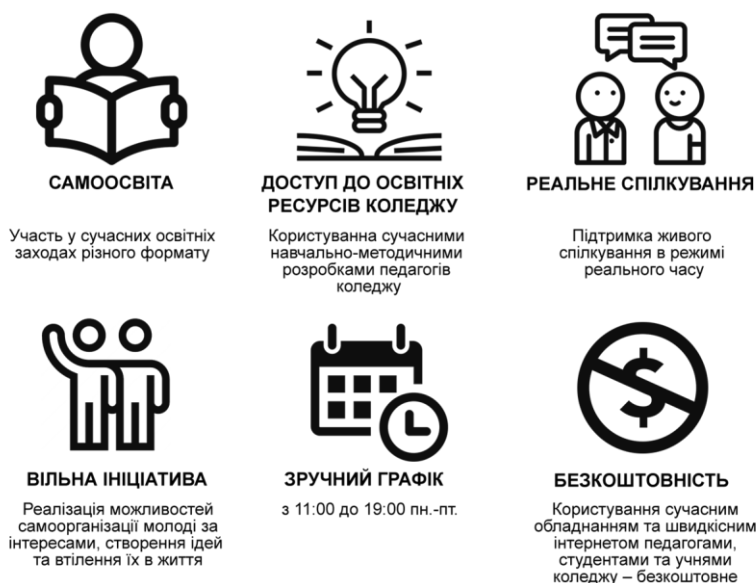 САМООСВІТА
Участь у сучасних освітніх
заходах різного формату
ДОСТУП ДО ОСВІТНІХ
РЕСУРСІВ КОЛЕДЖУ
Користуванна сучасними
навчально-методичними
розробками педагогів
коледжу
РЕАЛЬНЕ СПІЛКУВАННЯ
Підтримка живого
спілкування в режимі
реального часу
ВІЛЬНА ІНІЦІАТИВА
Реалізація можливостей
самоорганізації молоді за
інтересами, створення ідей
та втілення їх в життя
ЗРУЧНИЙ ГРАФІК
з 11:00 до 19:00 пн.-пт.
БЕЗКОШТОВНІСТЬ
Користування сучасним
обладнанням та швидкісним
інтернетом педагогами,
студентами та учнями
коледжу – безкоштовне